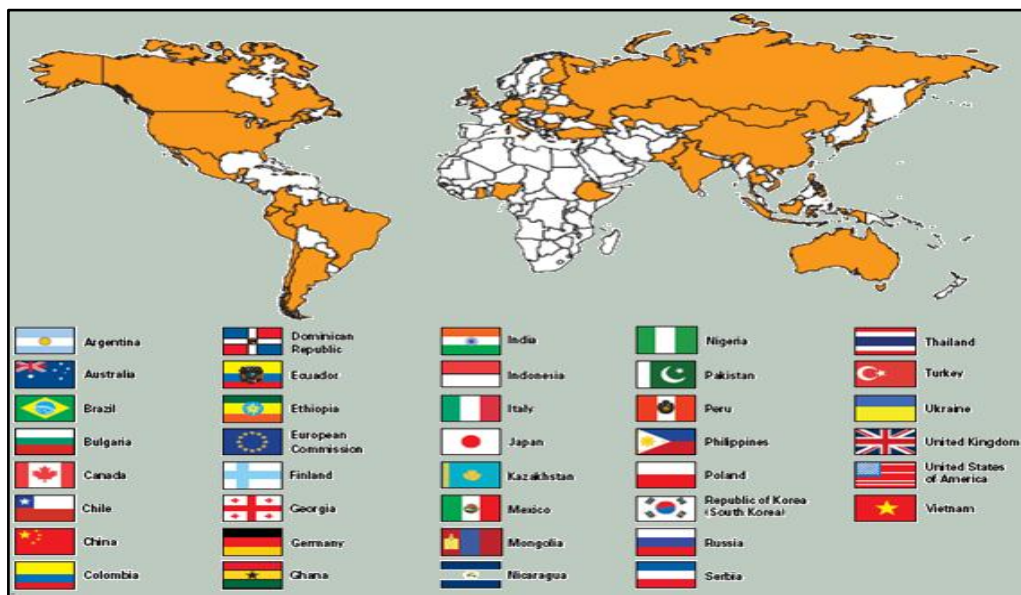 Argentina
Australia
Brazil
Bulgaria
Canada
Chile
China
Colombia
Dominican
Republic
Ecuador
Ethiopia
European
Commission
Finland
Georgia
Germany
Ghana
India
Indonesia
Italy
Japan
Kazakhstan
Mexico
Mongolia
Nicaragua
Nigeria
Pakistan
Peru
Philippines
Poland
Republic of Korea
(South Korea)
Russia
Serbia
Thailand
Turkey
Ukraine
United Kingdom
United States
of America
Vietnam